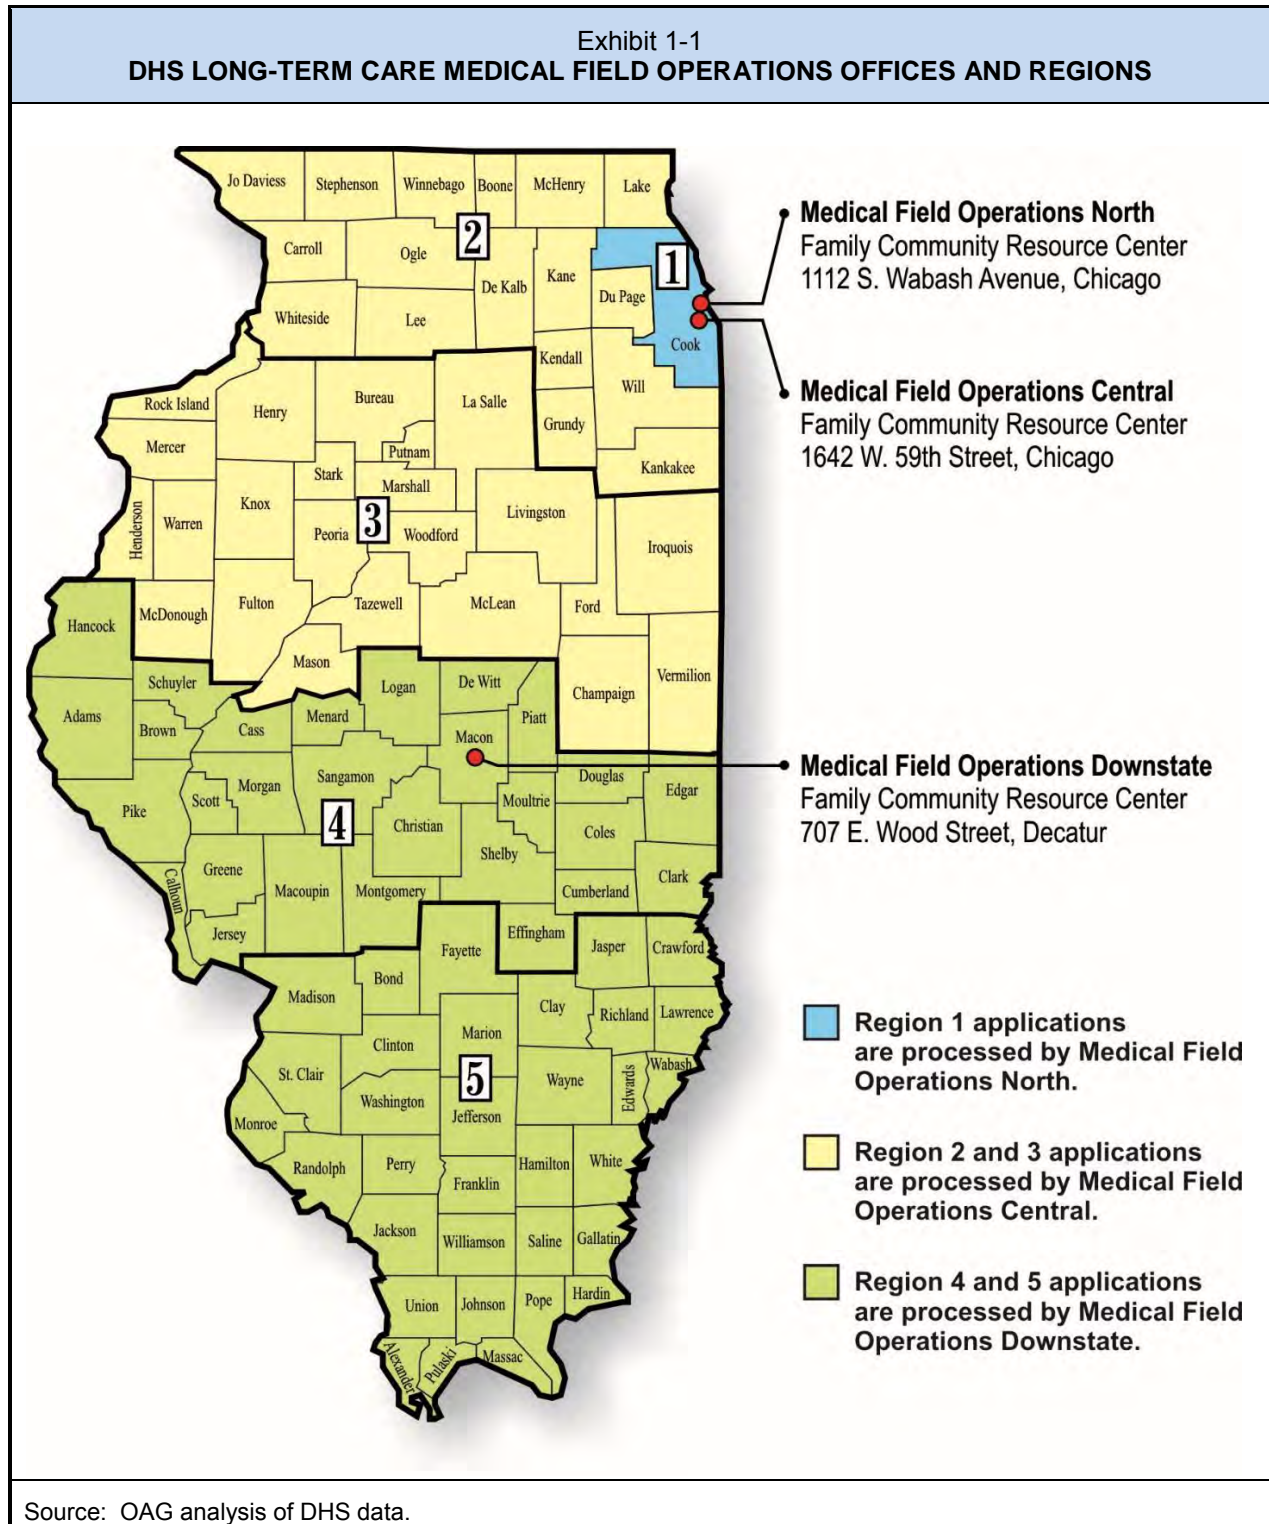 Exhibit 1-1
DHS LONG-TERM CARE MEDICAL FIELD OPERATIONS OFFICES AND REGIONS
Jo Daviess
Stephenson
Winnebago
Boone
McHenry
Lake
2
1
Carroll
Ogle
De Kalb
Kane
Du Page
Cook
Whiteside
Lee
Kendall
Will
Grundy
Kankakee
Rock Island
Henry
Bureau
La Salle
Mercer
Putnam
Stark
Marshall
Knox
Henderson
Warren
3
Peoria
Woodford
Livingston
Iroquois
McDonough
Fulton
Tazewell
McLean
Ford
Mason
Champaign
Vermilion
Hancock
Schuyler
Logan
De Witt
Adams
Brown
Cass
Menard
Macon
Piatt
Pike
Scott
Morgan
Sangamon
4
Christian
Moultrie
Douglas
Edgar
Coles
Shelby
Greene
Calhoun
Macoupin
Montgomery
Cumberland
Clark
Jersey
Fayette
Effingham
Jasper
Crawford
Madison
Bond
Clay
Richland
Lawrence
Marion
Clinton
St. Clair
5
Wayne
Edwards
Wabash
Washington
Jefferson
Monroe
Randolph
Perry
Hamilton
White
Franklin
Jackson
Williamson
Saline
Gallatin
Union
Johnson
Pope
Hardin
Alexander
Pulaski
Massac
Medical Field Operations North
Family Community Resource Center
1112 S. Wabash Avenue, Chicago
Medical Field Operations Central
Family Community Resource Center
1642 W. 59th Street, Chicago
Medical Field Operations Downstate
Family Community Resource Center
707 E. Wood Street, Decatur
Region 1 applications
are processed by Medical Field
Operations North.
Region 2 and 3 applications
are processed by Medical Field
Operations Central.
Region 4 and 5 applications
are processed by Medical Field
Operations Downstate.
Source: OAG analysis of DHS data.